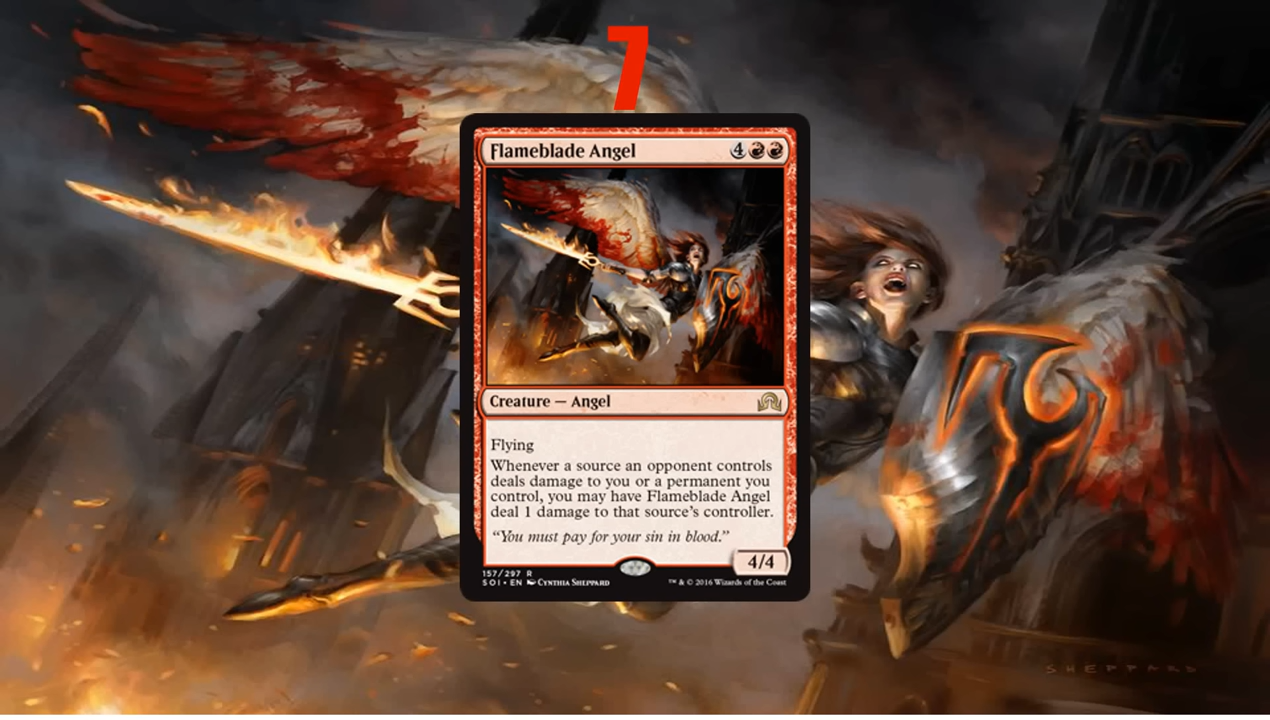 7
Flameblade Angel 4
Creature — Angel
Flying
Whenever a source an opponent controls
deals damage to you or a permanent you
control, you may have Flameblade Angel
deal 1 damage to that source's controller.
“You must pay for your sin in blood.”
4/4
157/297 R
SOI • EN CYNTHIA SHEPPARD
™ & © 2016 Wizards of the Coast
SHEPPARD